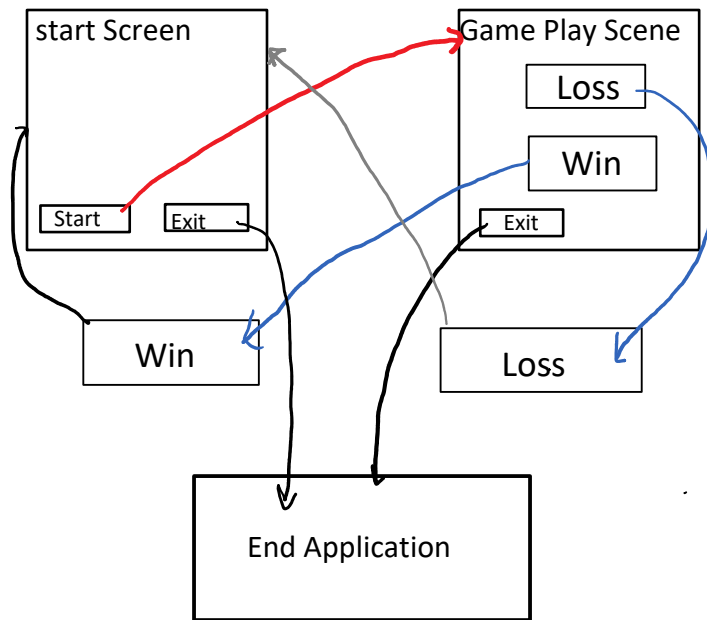 start Screen
Game Play Scene
Loss
Win
Start
Exit
Exit
Win
Loss
End Application